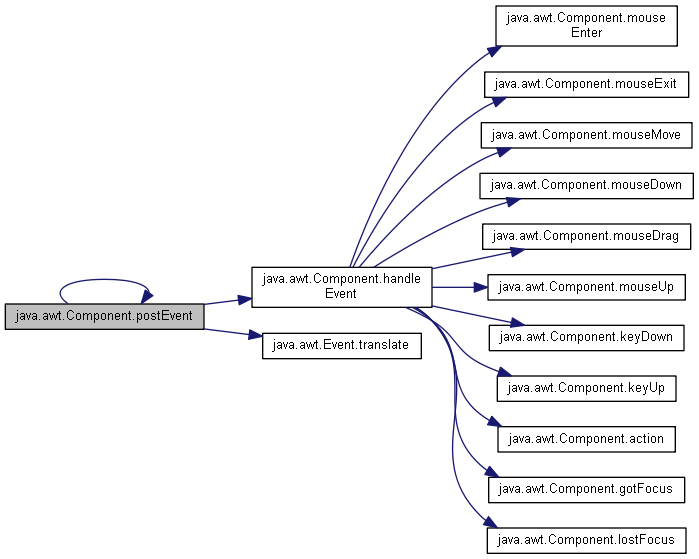 java.awt.Component.mouse
Enter
java.awt.Component.mouseExit
java.awt.Component.mouseMove
java.awt.Component.mouseDown
java.awt.Component.mouseDrag
java.awt.Component.handle
Event
java.awt.Component.mouseUp
java.awt.Component.postEvent
java.awt.Event.translate
java.awt.Component.keyDown
java.awt.Component.keyUp
java.awt.Component.action
java.awt.Component.gotFocus
java.awt.Component.lostFocus